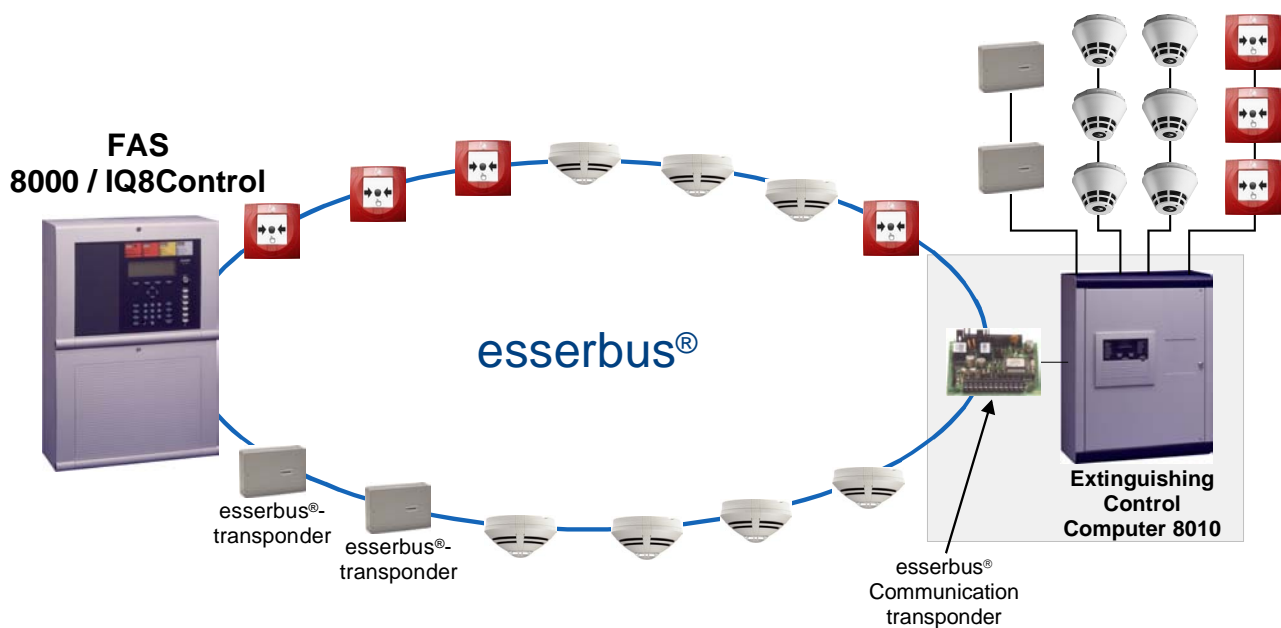 FAS
8000 / IQ8Control
esserbus®
esserbus®-
transponder
esserbus®-
transponder
Extinguishing
Control
Computer 8010
esserbus®
Communication
transponder